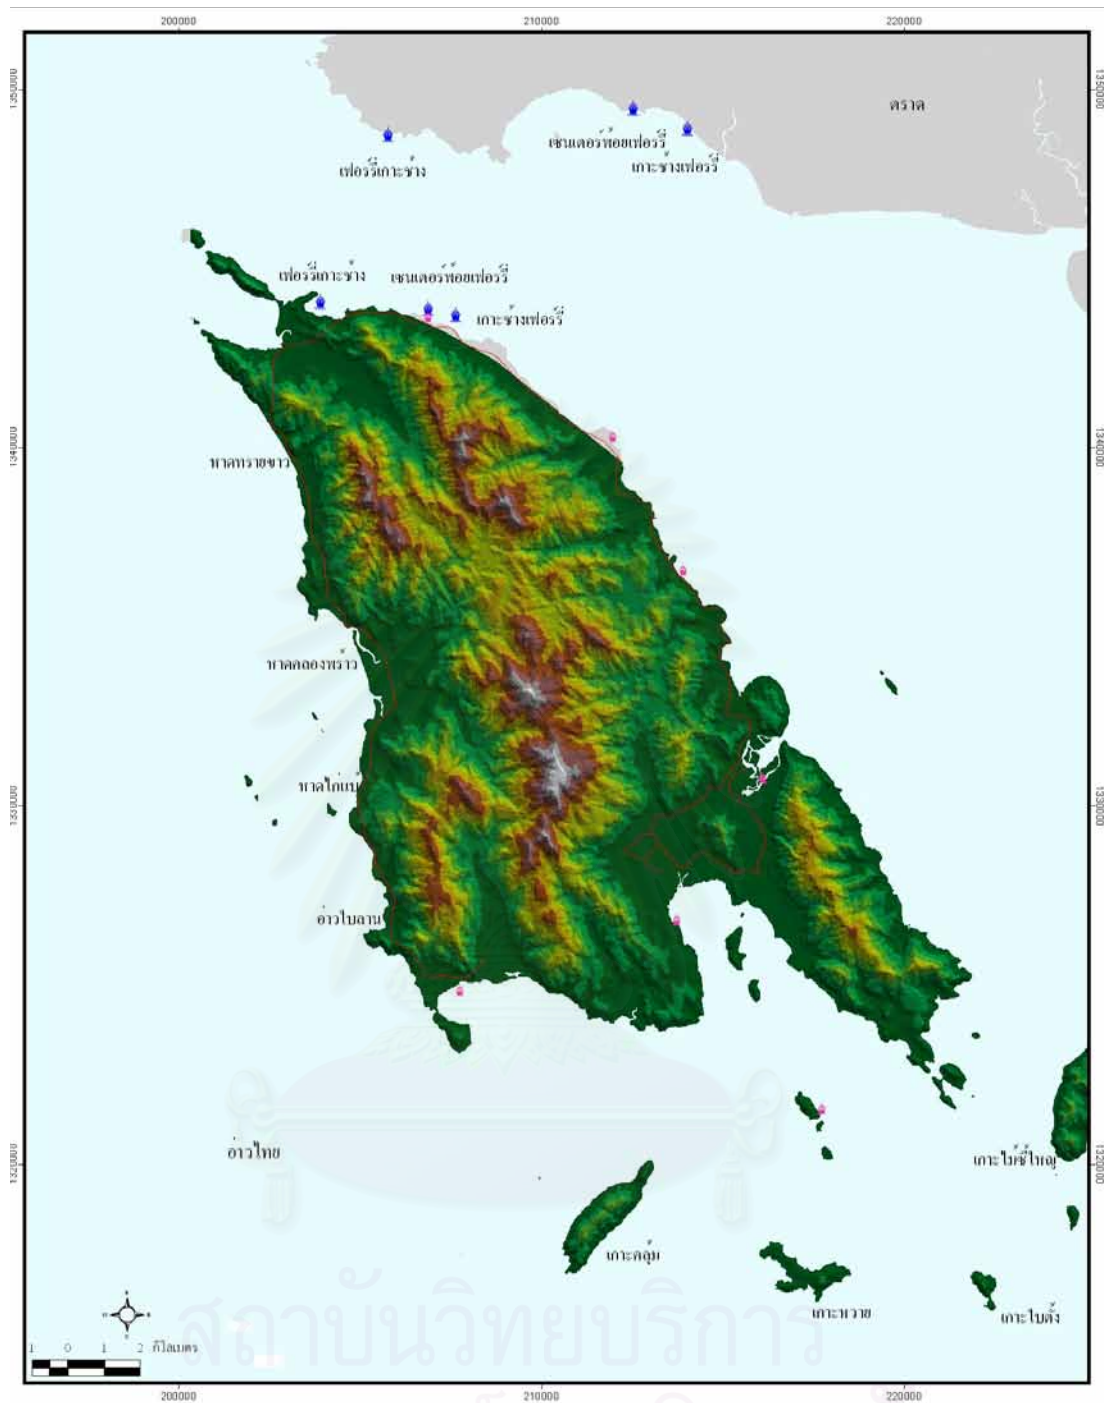 200000 210000 220000
1350000 1350000
ตราด
เซนเตอร์พ้อยเฟอร์รี่
เกาะช้างเฟอร์รี่
เฟอร์รี่เกาะช้าง
เฟอร์รี่เกาะช้าง
เซนเตอร์พ้อยเฟอร์รี่
เกาะช้างเฟอร์รี่
1340000 1340000
หาดทรายขาว
หาดคลองพร้าว
หาดไก่แบ้
1330000 1330000
อ่าวใบลาน
อ่าวไทย
เกาะไม้ซี้ใหญ่
1320000 1320000
เกาะคลุ้ม
เกาะหวาย
เกาะใบตั้ง
สถาบันวิทยบริการ
1 0 1 2 กิโลเมตร
200000 210000 220000